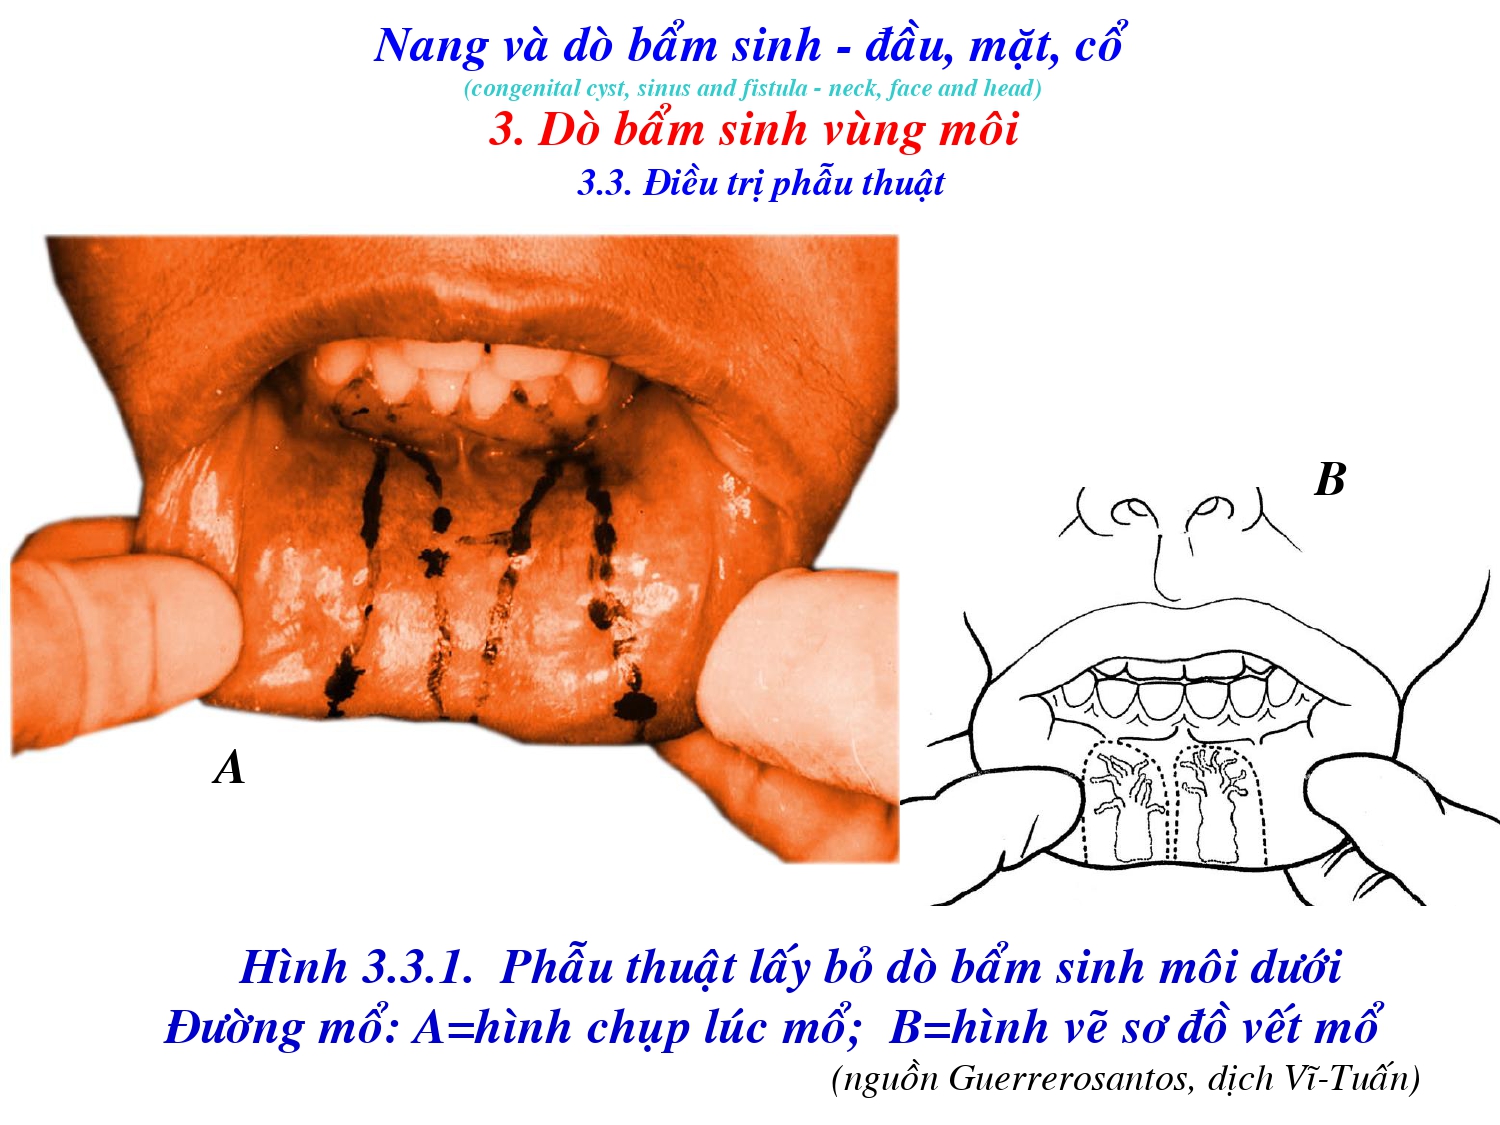 Nang và dò bẩm sinh - đầu, mặt, cổ
(congenital cyst, sinus and fistula - neck, face and head)
3. Dò bẩm sinh vùng môi
3.3. Điều trị phẫu thuật
B
A
Hình 3.3.1. Phẫu thuật lấy bỏ dò bẩm sinh môi dưới
Đường mổ: A=hình chụp lúc mổ; B=hình vẽ sơ đồ vết mổ
(nguồn Guerrerosantos, dịch Vĩ-Tuấn)